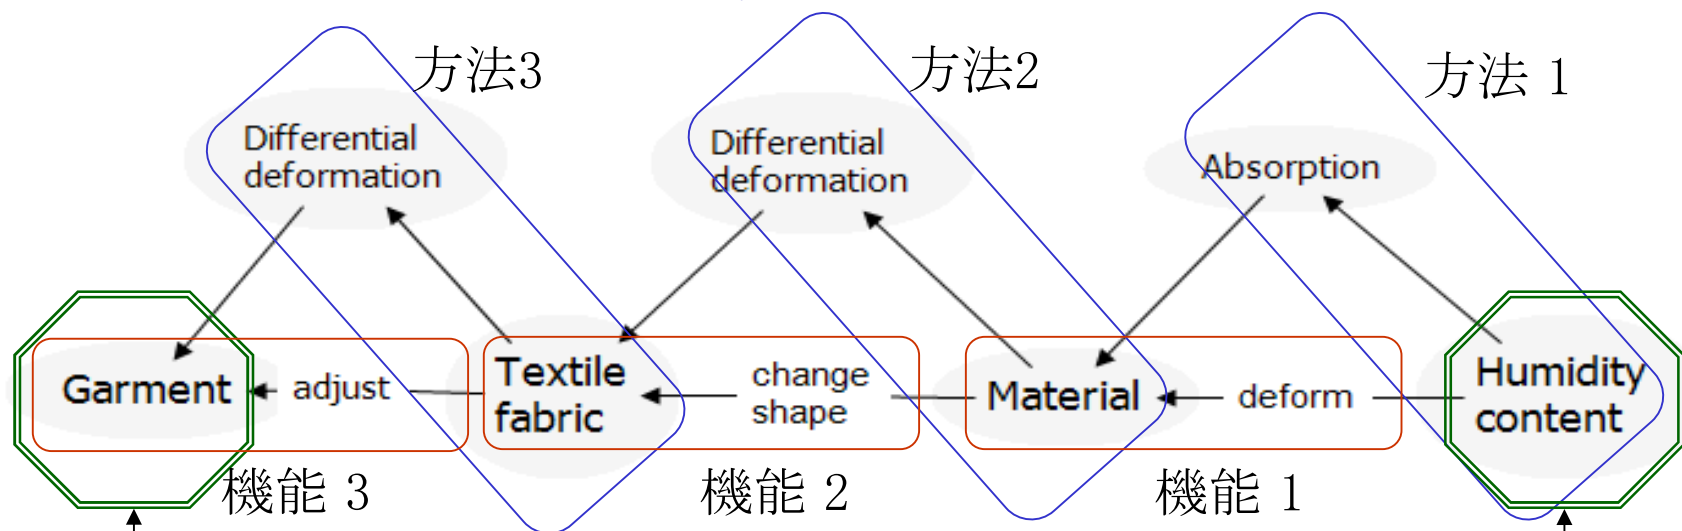 方法3
方法2
方法 1
Differential
deformation
Differential
deformation
Absorption
Garment
adjust
Textile
fabric
change
shape
Material
deform
Humidity
content
機能 3
機能 2
機能 1